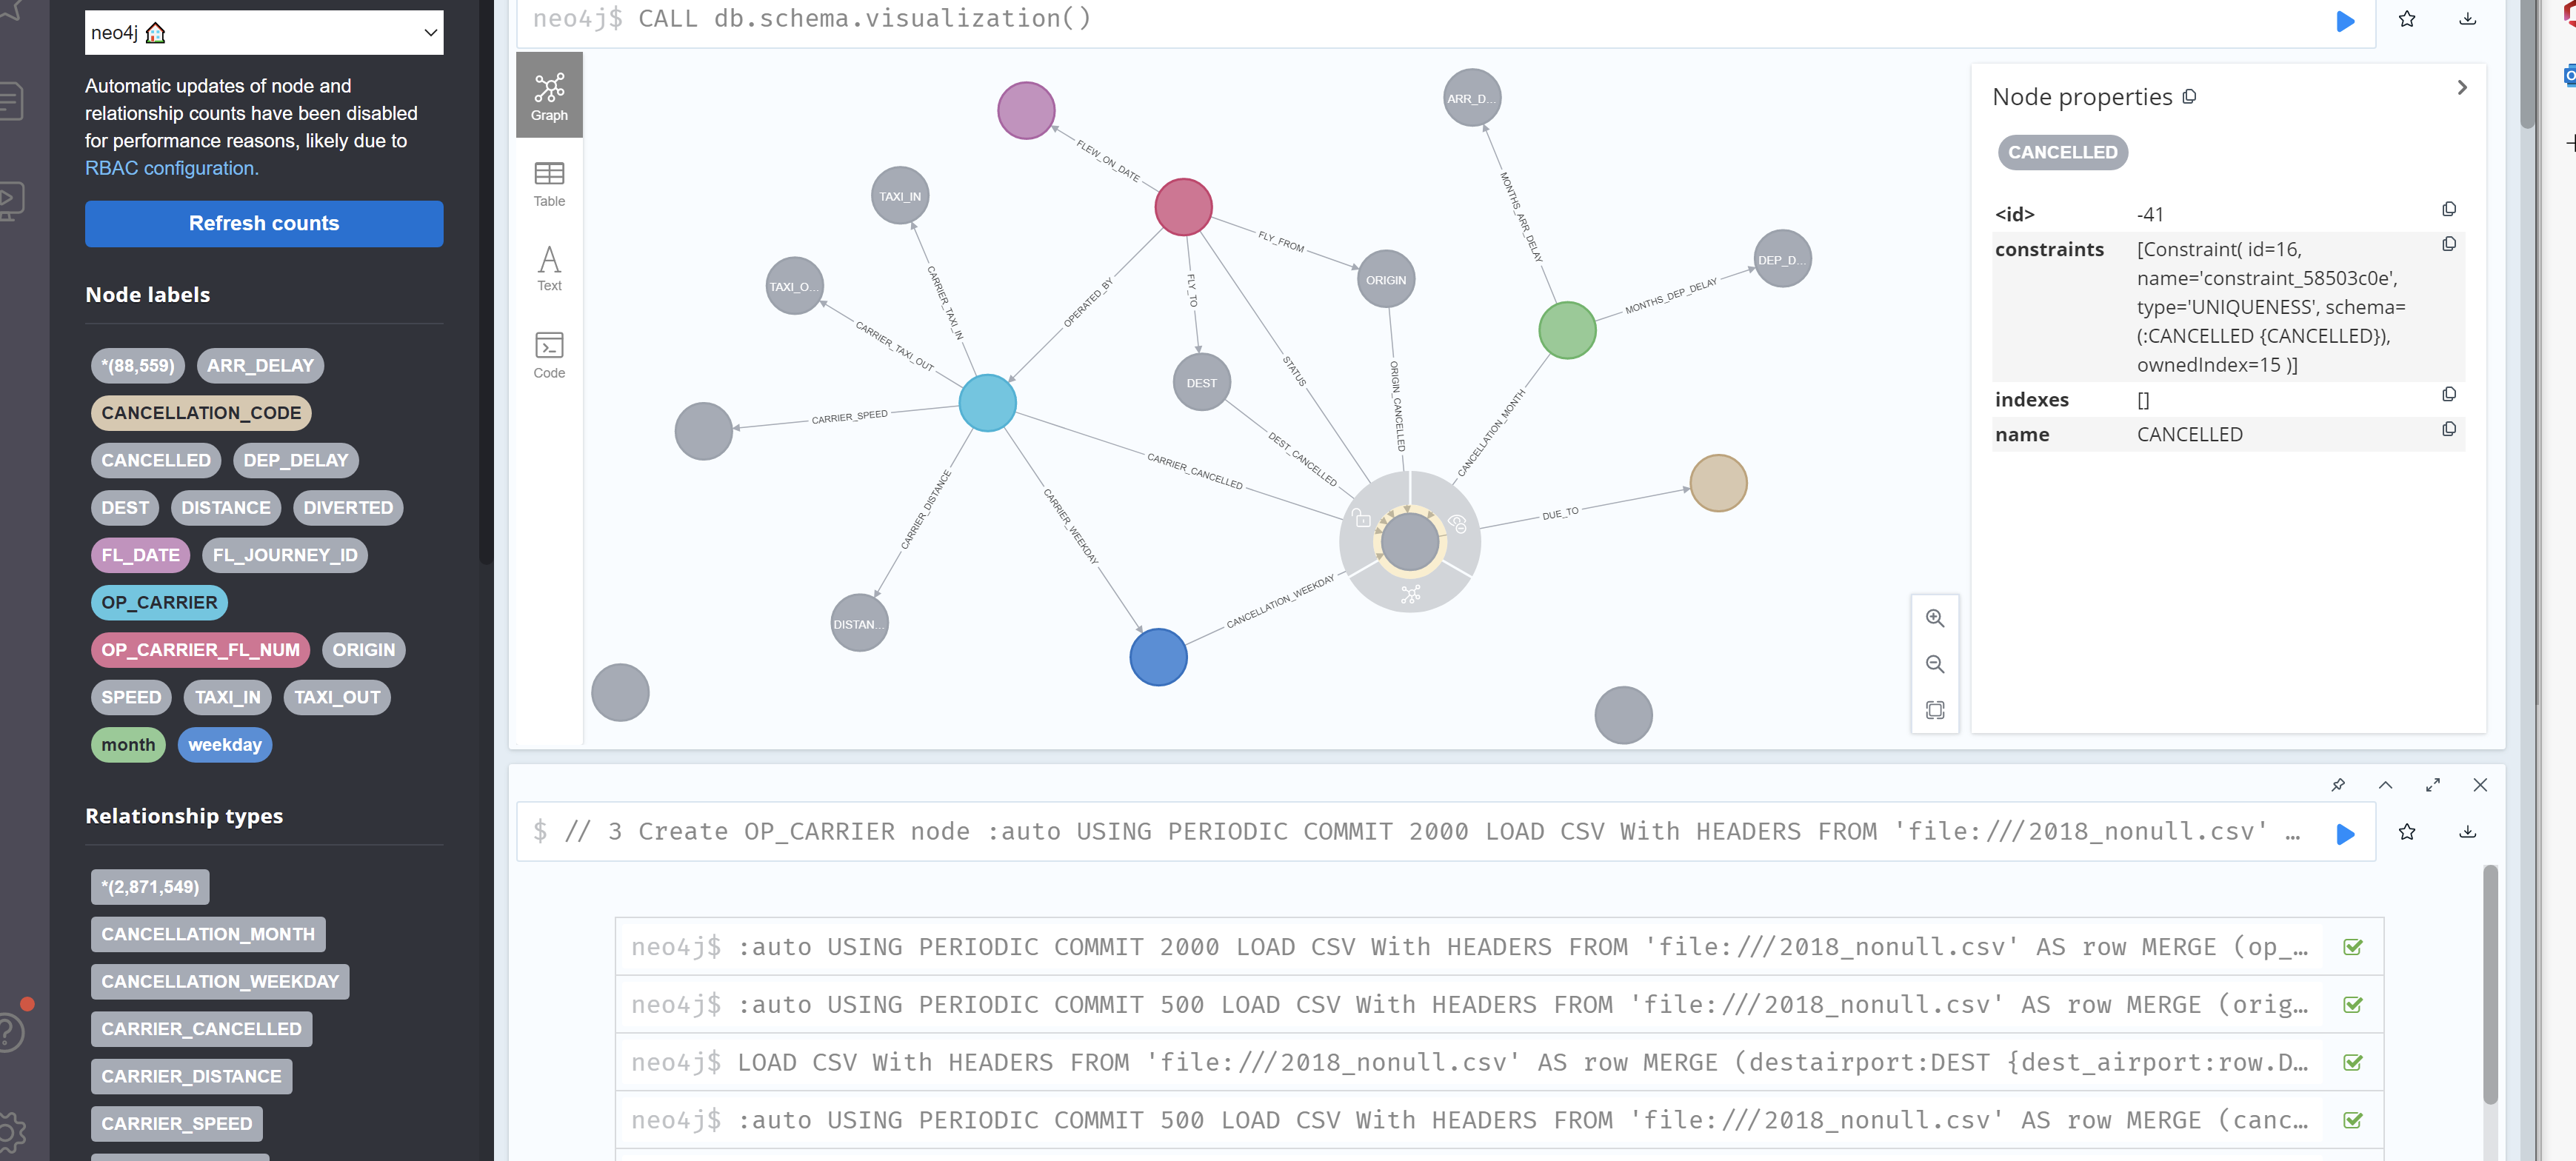 neo4j
Automatic updates of node and
relationship counts have been disabled
for performance reasons, likely due to
RBAC configuration.
Refresh counts
Node labels
*(88,559) ARR_DELAY
CANCELLATION_CODE
CANCELLED DEP_DELAY
DEST DISTANCE DIVERTED
FL_DATE FL_JOURNEY_ID
OP_CARRIER
OP_CARRIER_FL_NUM ORIGIN
SPEED TAXI_IN TAXI_OUT
month weekday
Relationship types
*(2,871,549)
CANCELLATION_MONTH
CANCELLATION_WEEKDAY
CARRIER_CANCELLED
CARRIER_DISTANCE
CARRIER_SPEED
neo4j$ CALL db.schema.visualization()
Graph
Table
Text
Code
ARR_D...
FLEW_ON_DATE
TAXI_IN
MONTHS_ARR_DELAY
FLY_FROM
DEP_D...
ORIGIN
TAXI_O...
CARRIER_TAXI_IN
OPERATED_BY
FLY_TO
MONTHS_DEP_DELAY
CARRIER_TAXI_OUT
STATUS
DEST
ORIGIN_CANCELLED
CARRIER_SPEED
CANCELLATION_MONTH
DEST_CANCELLED
CARRIER_CANCELLED
CARRIER_DISTANCE
CARRIER_WEEKDAY
DUE_TO
CANCELLATION_WEEKDAY
DISTAN...
Node properties
CANCELLED
<id> -41
constraints [Constraint( id=16,
name='constraint_58503c0e',
type='UNIQUENESS', schema=
(:CANCELLED {CANCELLED}),
ownedIndex=15 )]
indexes []
name CANCELLED
$ // 3 Create OP_CARRIER node :auto USING PERIODIC COMMIT 2000 LOAD CSV With HEADERS FROM 'file:///2018_nonull.csv' …
neo4j$ :auto USING PERIODIC COMMIT 2000 LOAD CSV With HEADERS FROM 'file:///2018_nonull.csv' AS row MERGE (op_…
neo4j$ :auto USING PERIODIC COMMIT 500 LOAD CSV With HEADERS FROM 'file:///2018_nonull.csv' AS row MERGE (orig…
neo4j$ LOAD CSV With HEADERS FROM 'file:///2018_nonull.csv' AS row MERGE (destairport:DEST {dest_airport:row.D…
neo4j$ :auto USING PERIODIC COMMIT 500 LOAD CSV With HEADERS FROM 'file:///2018_nonull.csv' AS row MERGE (canc…